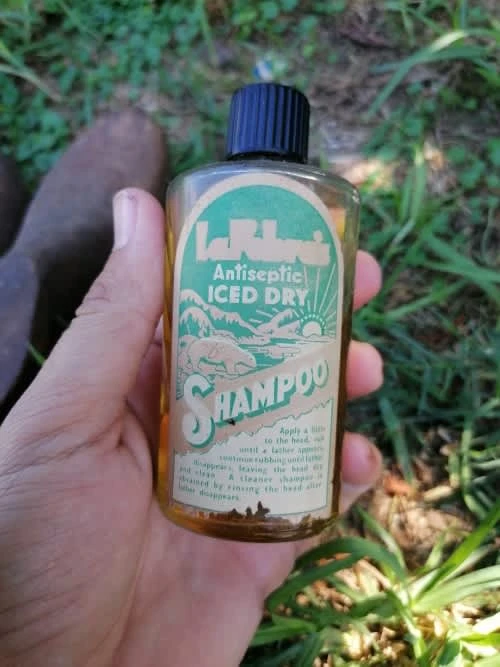 Antiseptic
ICED DRY
SHAMPOO
Apply a little
to the head, rub
until a lather appears,
continue rubbing until lather
disappears, leaving the head dry
and clean. A cleaner shampoo is
obtained by rinsing the head after
lather disappears.